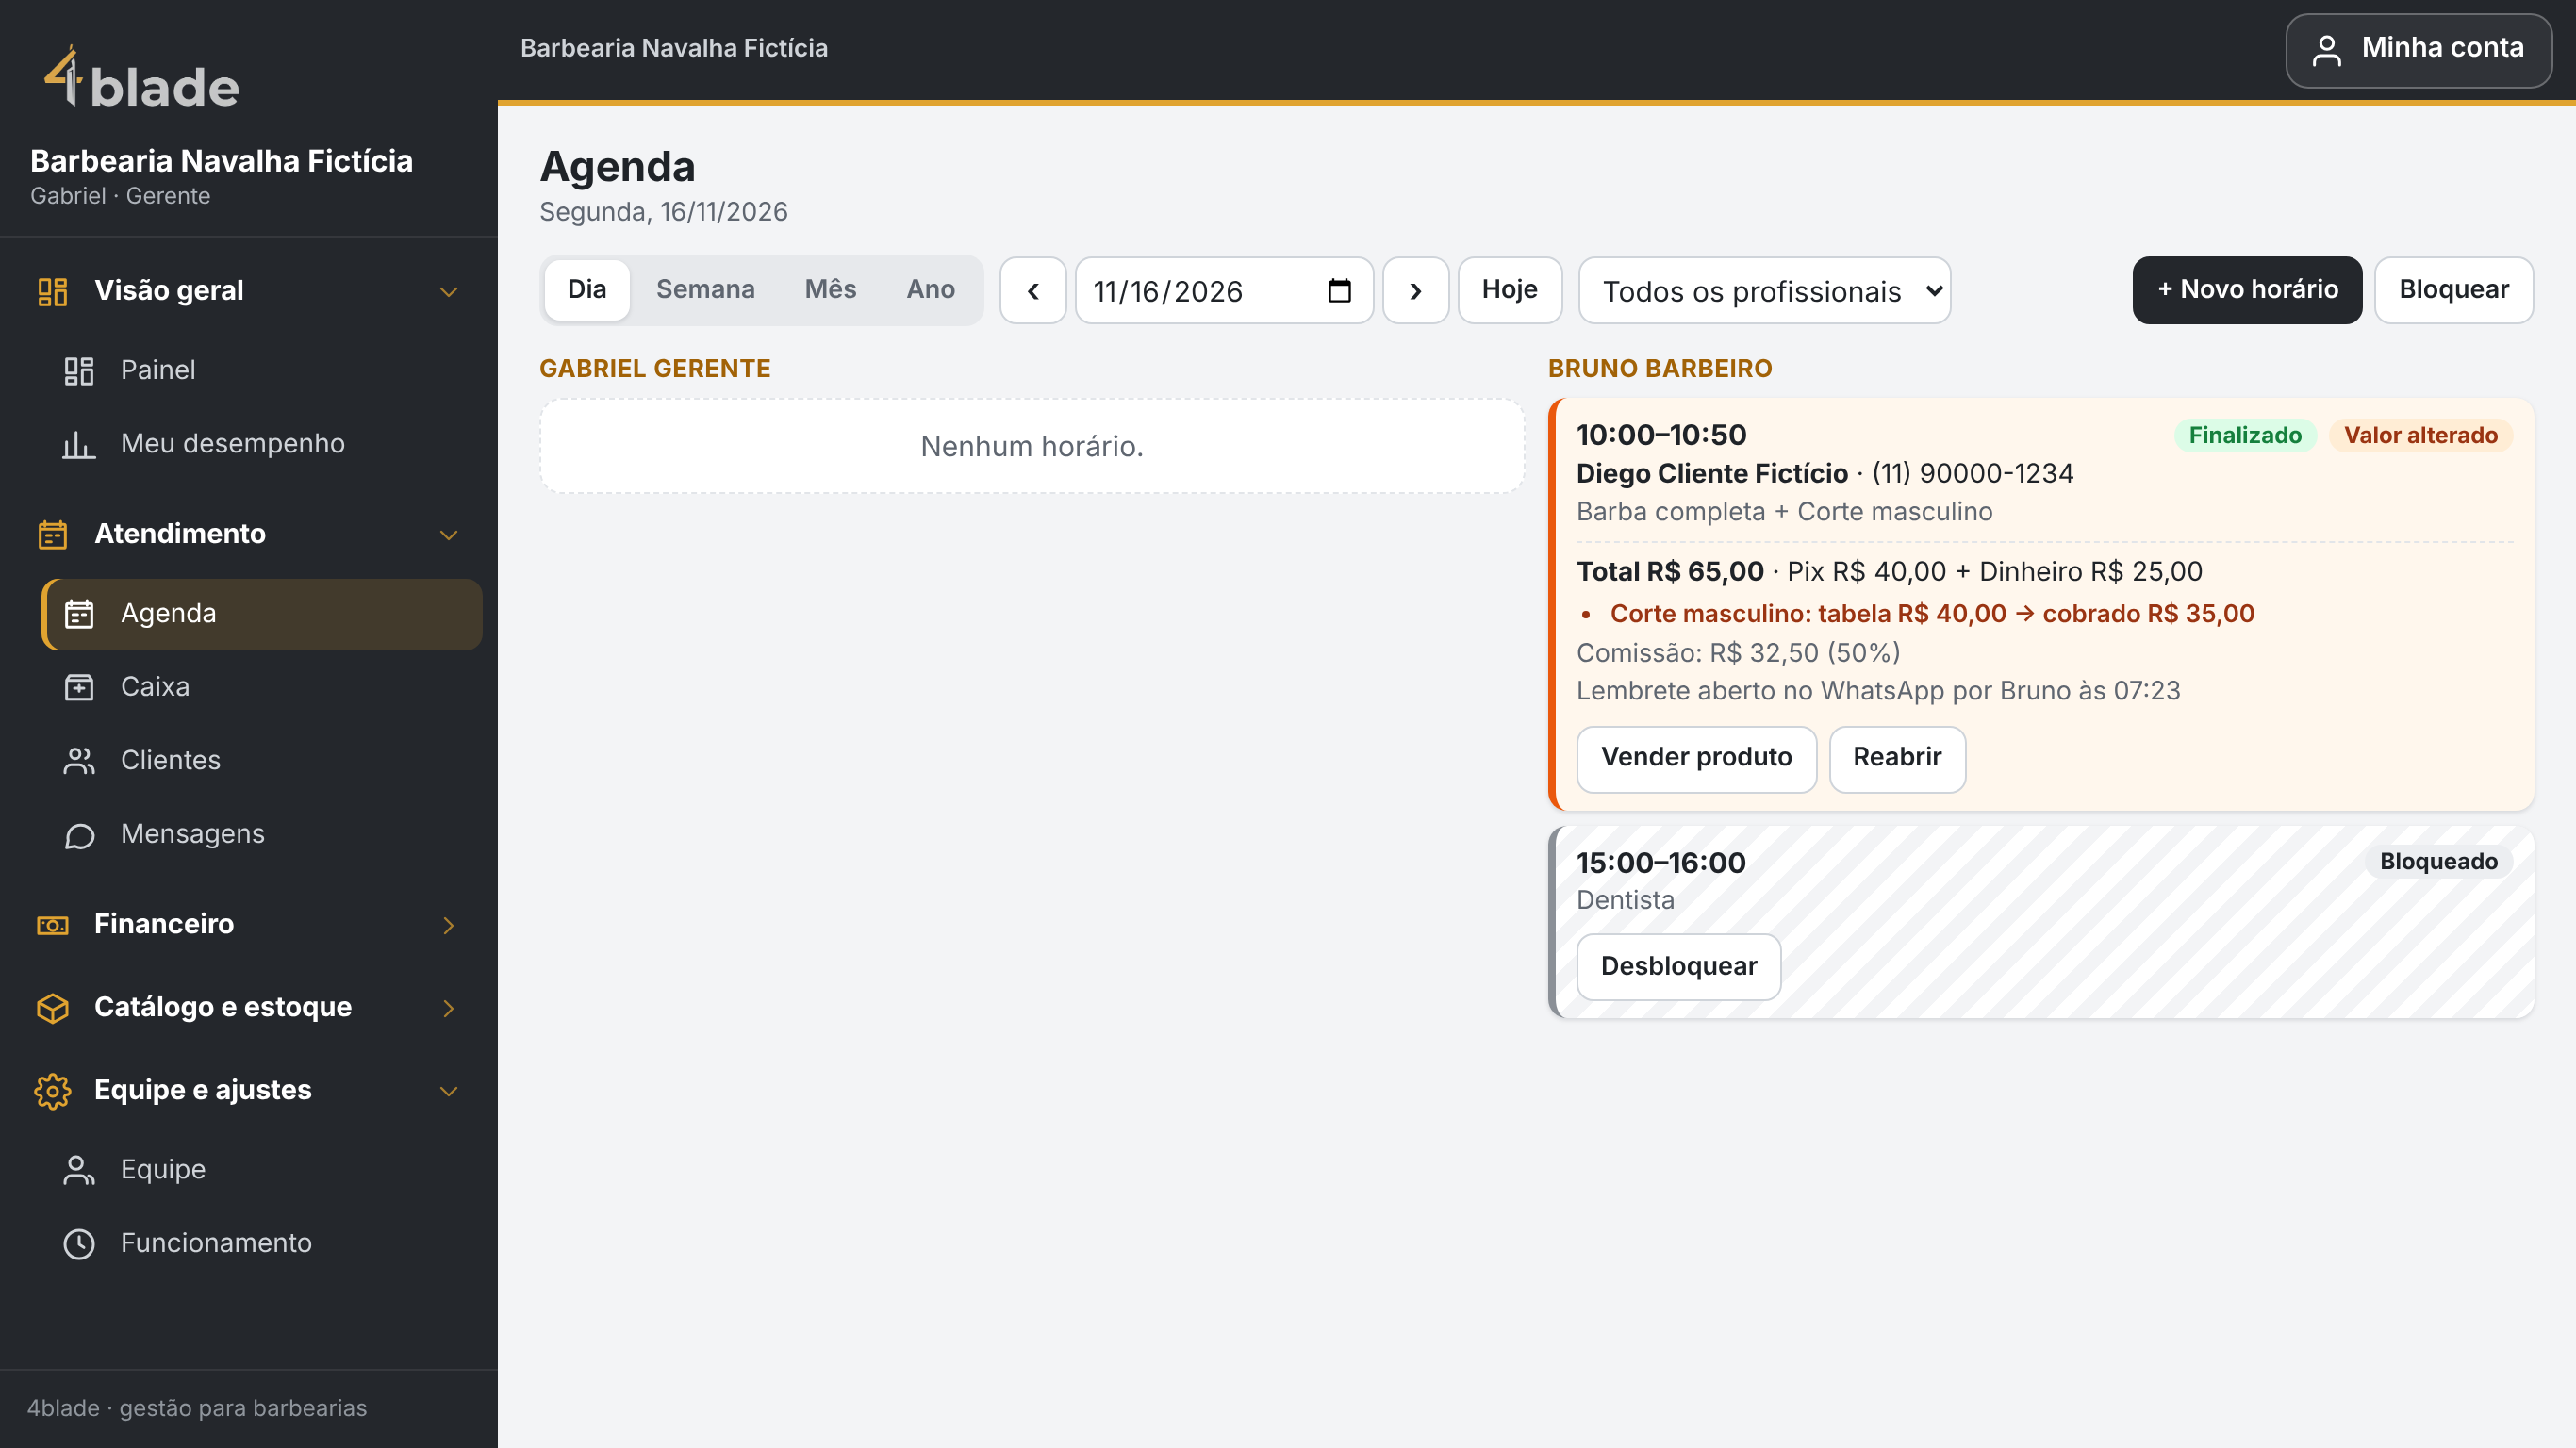 4blade
Barbearia Navalha Fictícia
Gabriel · Gerente
Visão geral
Painel
Meu desempenho
Atendimento
Agenda
Caixa
Clientes
Mensagens
Financeiro
Catálogo e estoque
Equipe e ajustes
Equipe
Funcionamento
4blade · gestão para barbearias
Barbearia Navalha Fictícia
Minha conta
Agenda
Segunda, 16/11/2026
Dia Semana Mês Ano ‹ 11/16/2026 › Hoje Todos os profissionais + Novo horário Bloquear
GABRIEL GERENTE
Nenhum horário.
BRUNO BARBEIRO
10:00–10:50 Finalizado Valor alterado
Diego Cliente Fictício · (11) 90000-1234
Barba completa + Corte masculino
Total R$ 65,00 · Pix R$ 40,00 + Dinheiro R$ 25,00
• Corte masculino: tabela R$ 40,00 → cobrado R$ 35,00
Comissão: R$ 32,50 (50%)
Lembrete aberto no WhatsApp por Bruno às 07:23
Vender produto Reabrir
15:00–16:00 Bloqueado
Dentista
Desbloquear